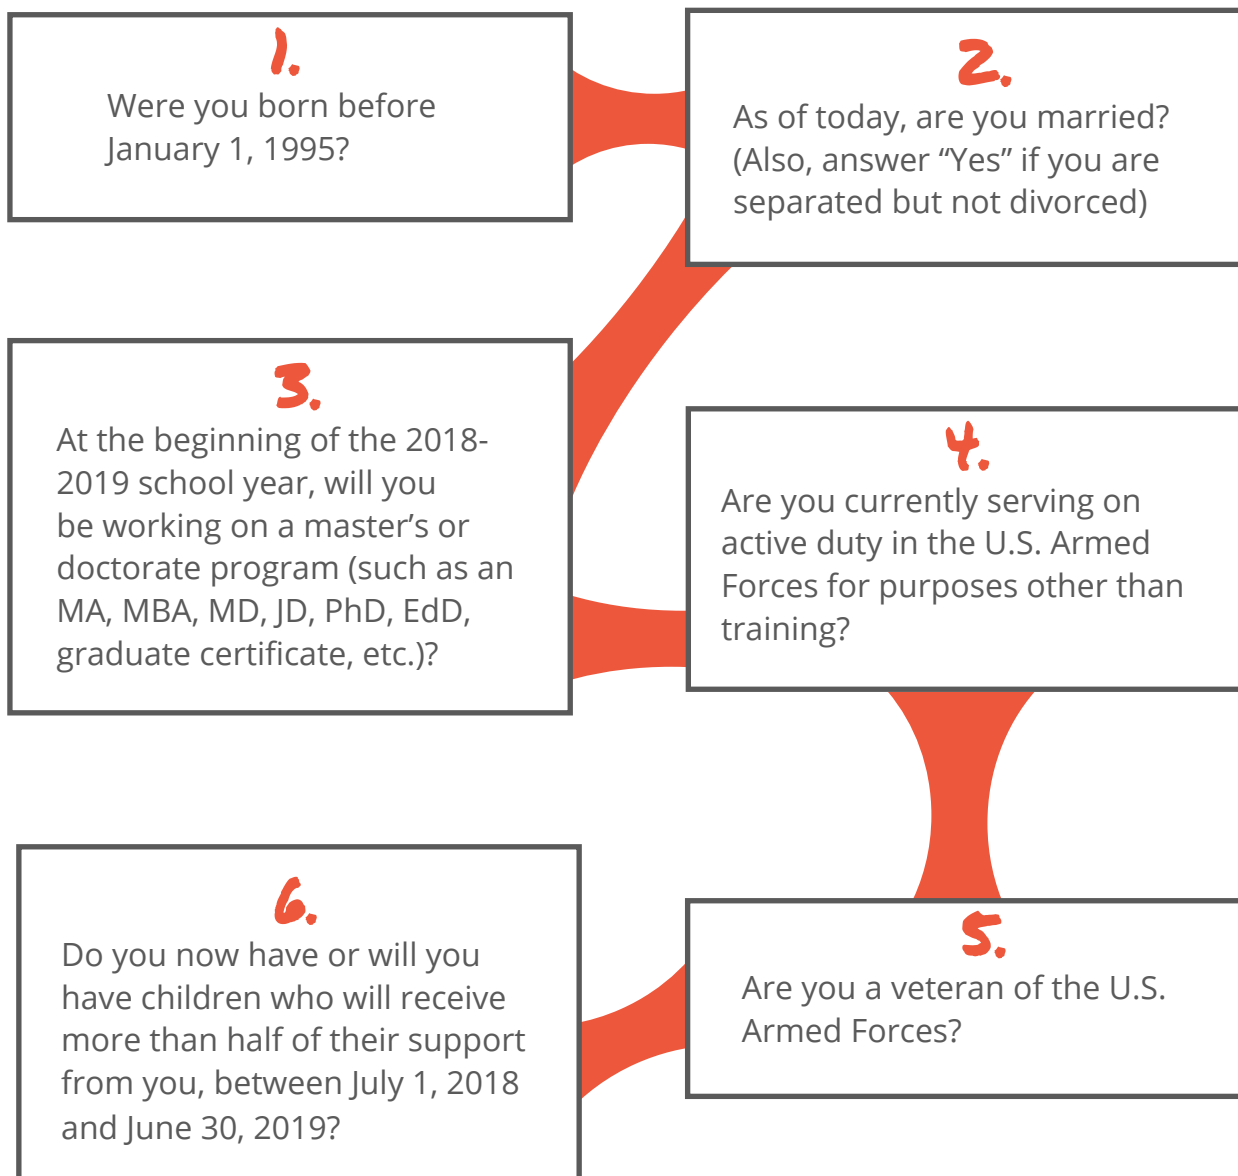 1.
Were you born before
January 1, 1995?
2.
As of today, are you married?
(Also, answer “Yes” if you are
separated but not divorced)
3.
At the beginning of the 2018-
2019 school year, will you
be working on a master’s or
doctorate program (such as an
MA, MBA, MD, JD, PhD, EdD,
graduate certificate, etc.)?
4.
Are you currently serving on
active duty in the U.S. Armed
Forces for purposes other than
training?
5.
Are you a veteran of the U.S.
Armed Forces?
6.
Do you now have or will you
have children who will receive
more than half of their support
from you, between July 1, 2018
and June 30, 2019?